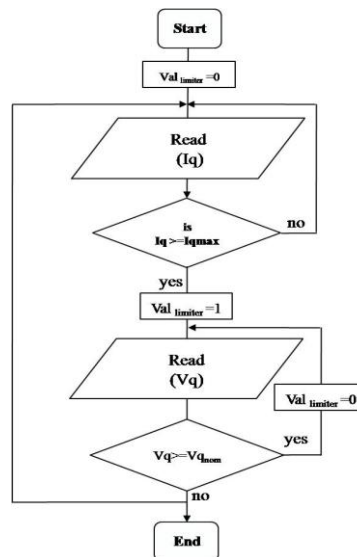 Start
Val limiter =0
Read
(Iq)
is
Iq >=Iqmax
no
yes
Val limiter =1
Read
(Vq)
Val limiter =0
Vq>=Vqnom
yes
no
End